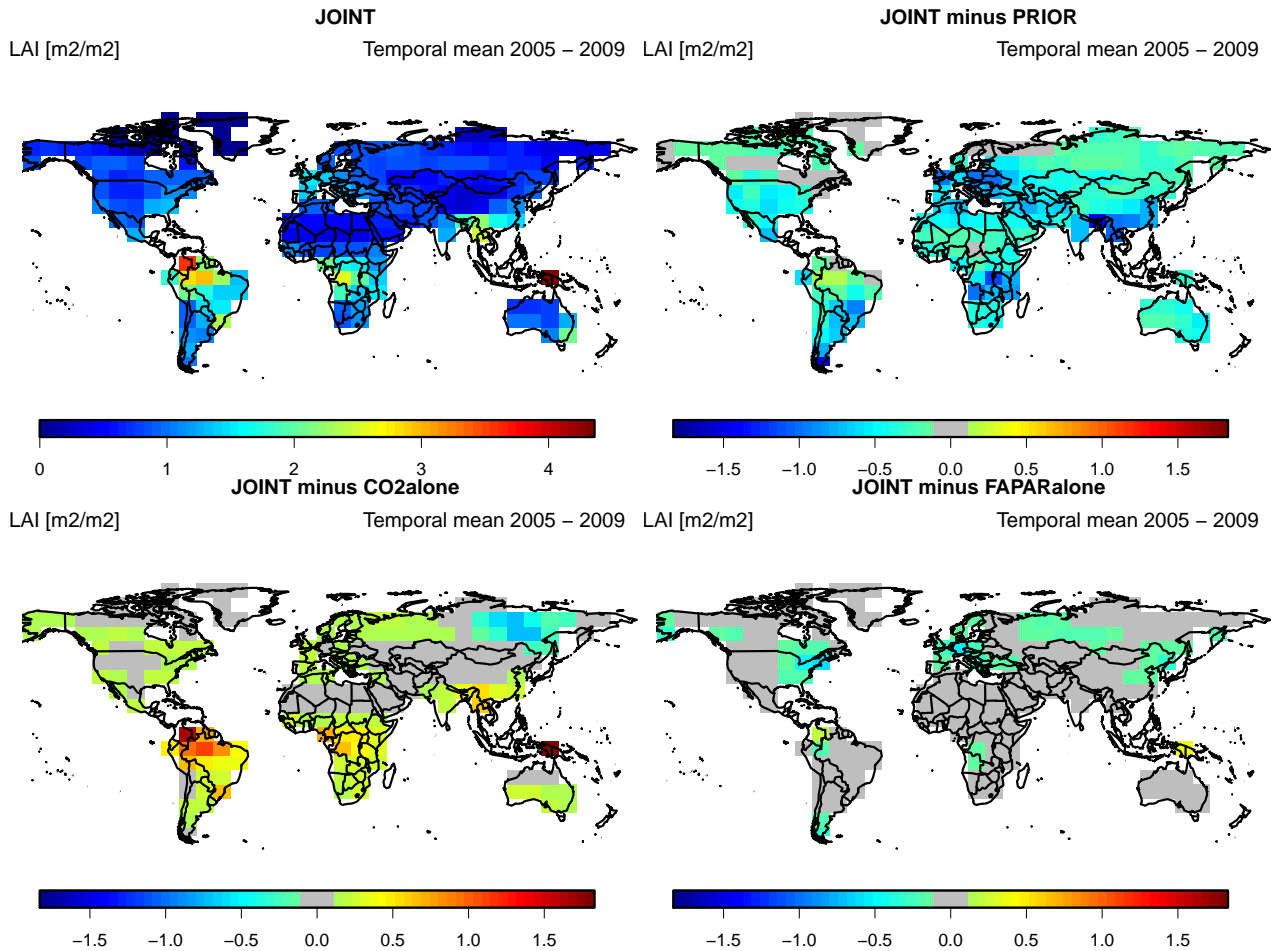 JOINT
LAI [m2/m2] Temporal mean 2005 − 2009
0 1 2 3 4
JOINT minus PRIOR
LAI [m2/m2] Temporal mean 2005 − 2009
−1.5 −1.0 −0.5 0.0 0.5 1.0 1.5
JOINT minus CO2alone
LAI [m2/m2] Temporal mean 2005 − 2009
−1.5 −1.0 −0.5 0.0 0.5 1.0 1.5
JOINT minus FAPARalone
LAI [m2/m2] Temporal mean 2005 − 2009
−1.5 −1.0 −0.5 0.0 0.5 1.0 1.5